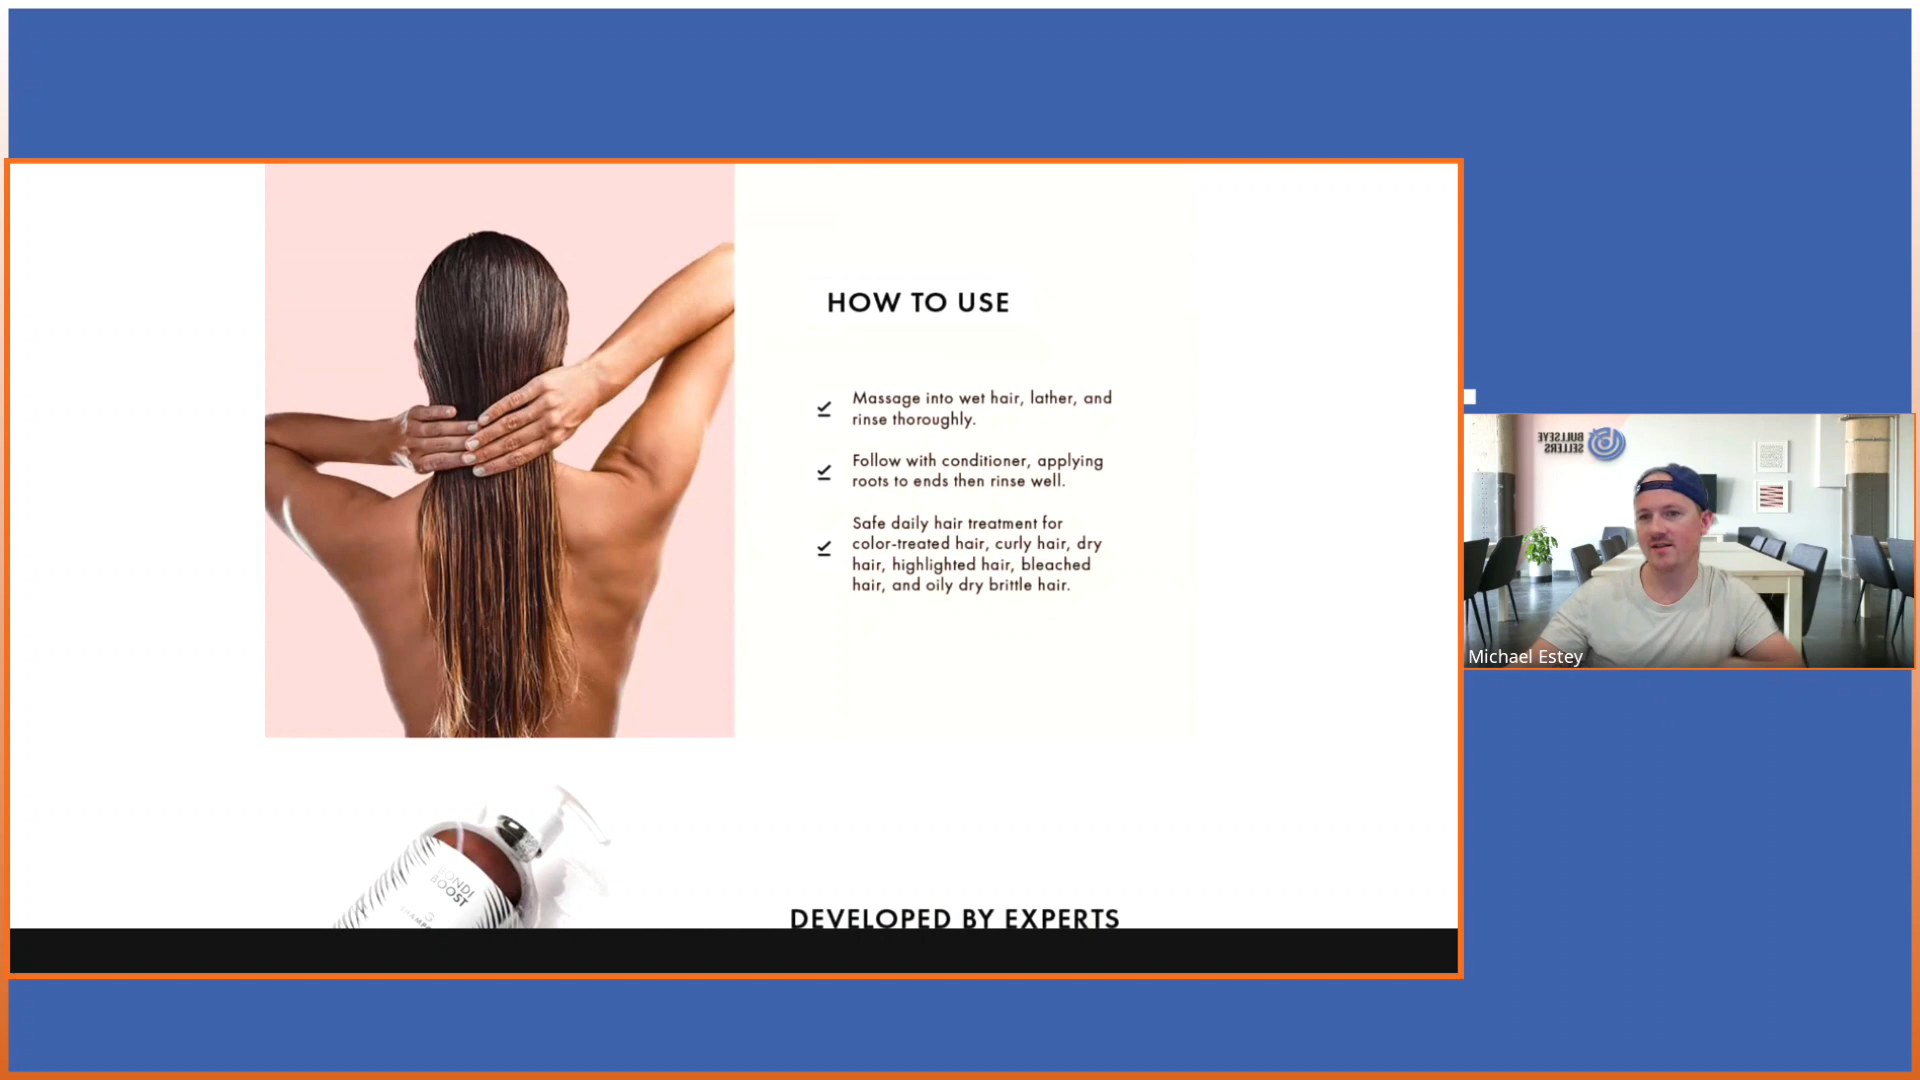 HOW TO USE
Massage into wet hair, lather, and
rinse thoroughly.
Follow with conditioner, applying
roots to ends then rinse well.
Safe daily hair treatment for
color-treated hair, curly hair, dry
hair, highlighted hair, bleached
hair, and oily dry brittle hair.
BONDI
BOOST
DEVELOPED BY EXPERTS
BULLSEYE
SELLERS
Michael Estey